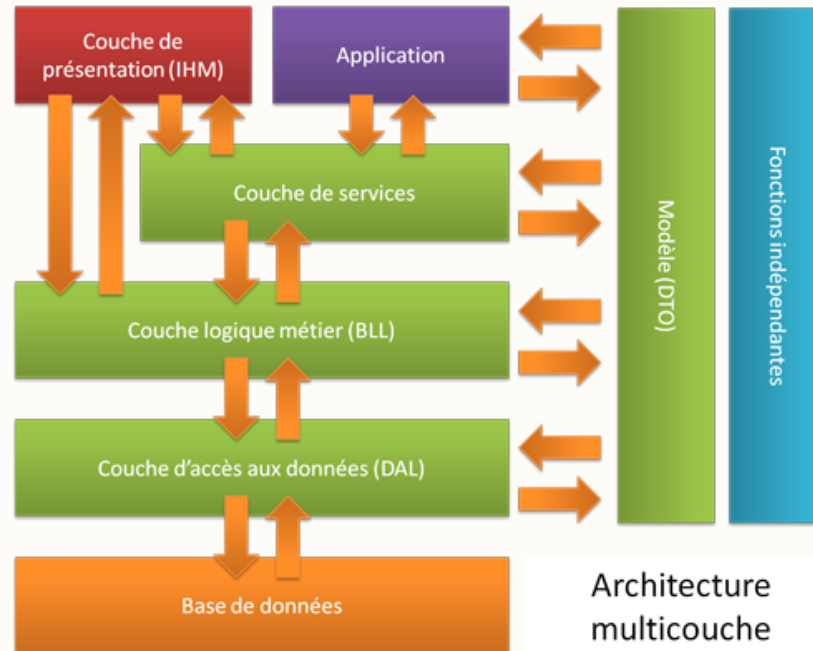 Couche de
présentation (IHM)
Application
Couche de services
Couche logique métier (BLL)
Couche d'accès aux données (DAL)
Base de données
Modèle (DTO)
Fonctions indépendantes
Architecture
multicouche